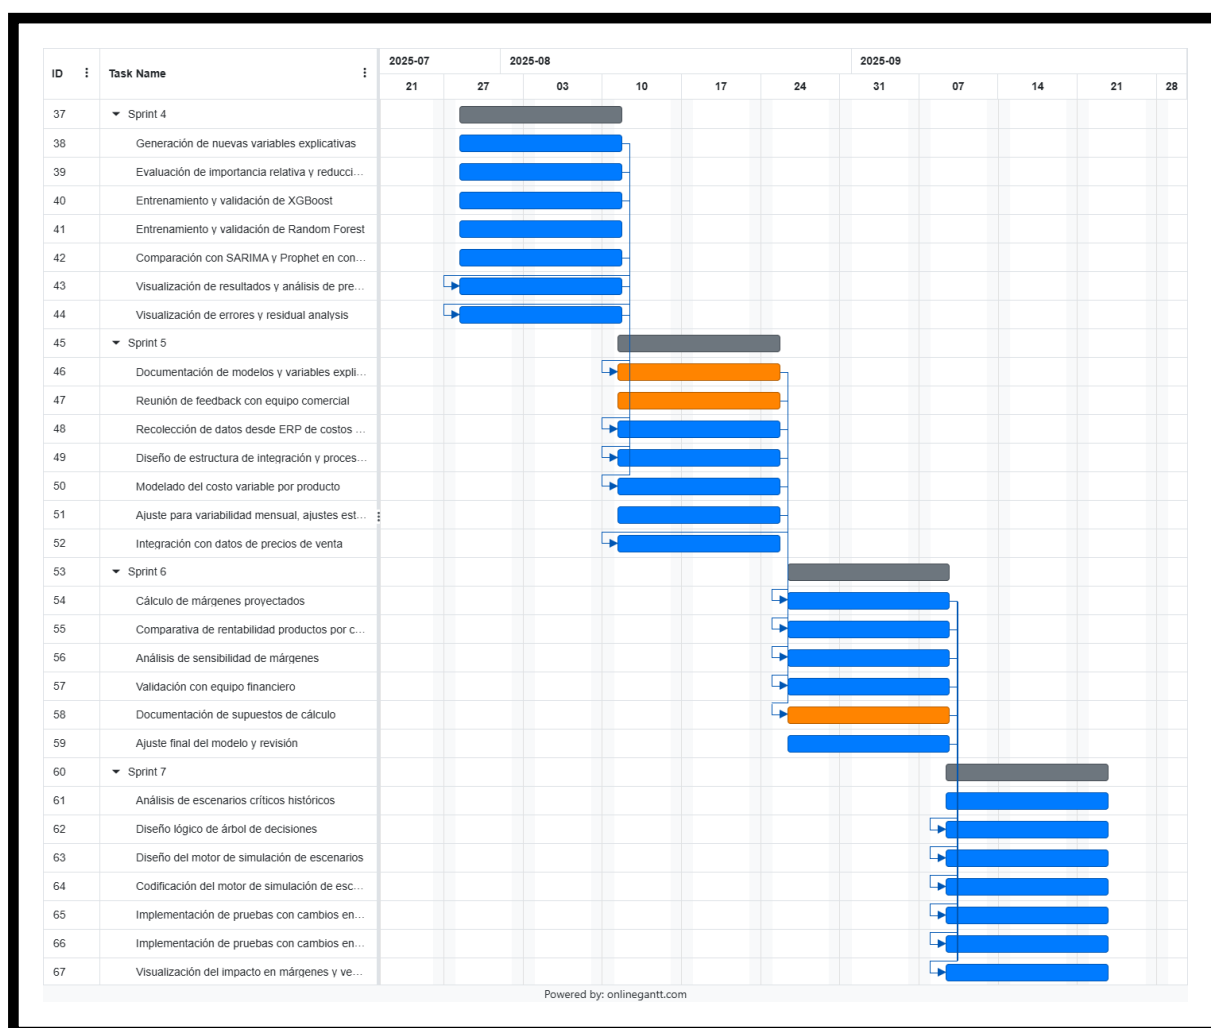 ID Task Name 2025-07 2025-08 2025-09
21 27 03 10 17 24 31 07 14 21 28
37 Sprint 4
38 Generación de nuevas variables explicativas
39 Evaluación de importancia relativa y reducci...
40 Entrenamiento y validación de XGBoost
41 Entrenamiento y validación de Random Forest
42 Comparación con SARIMA y Prophet en con...
43 Visualización de resultados y análisis de pre...
44 Visualización de errores y residual analysis
45 Sprint 5
46 Documentación de modelos y variables expli...
47 Reunión de feedback con equipo comercial
48 Recolección de datos desde ERP de costos ...
49 Diseño de estructura de integración y proces...
50 Modelado del costo variable por producto
51 Ajuste para variabilidad mensual, ajustes est...
52 Integración con datos de precios de venta
53 Sprint 6
54 Cálculo de márgenes proyectados
55 Comparativa de rentabilidad productos por c...
56 Análisis de sensibilidad de márgenes
57 Validación con equipo financiero
58 Documentación de supuestos de cálculo
59 Ajuste final del modelo y revisión
60 Sprint 7
61 Análisis de escenarios críticos históricos
62 Diseño lógico de árbol de decisiones
63 Diseño del motor de simulación de escenarios
64 Codificación del motor de simulación de esc...
65 Implementación de pruebas con cambios en...
66 Implementación de pruebas con cambios en...
67 Visualización del impacto en márgenes y ve...
Powered by: onlinegantt.com